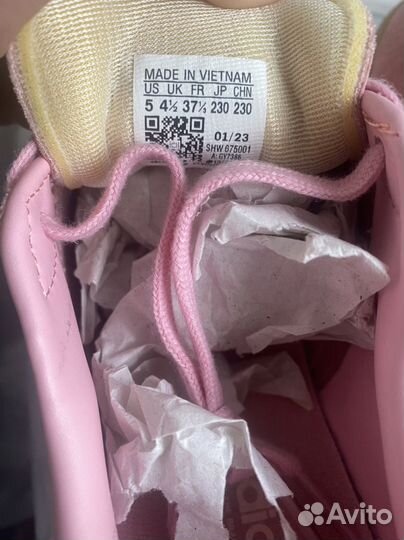 MADE IN VIETNAM
US UK FR JP CHN
5 4½ 37⅓ 230 230
01/23
SHW 675001
A: GY7386
Avito